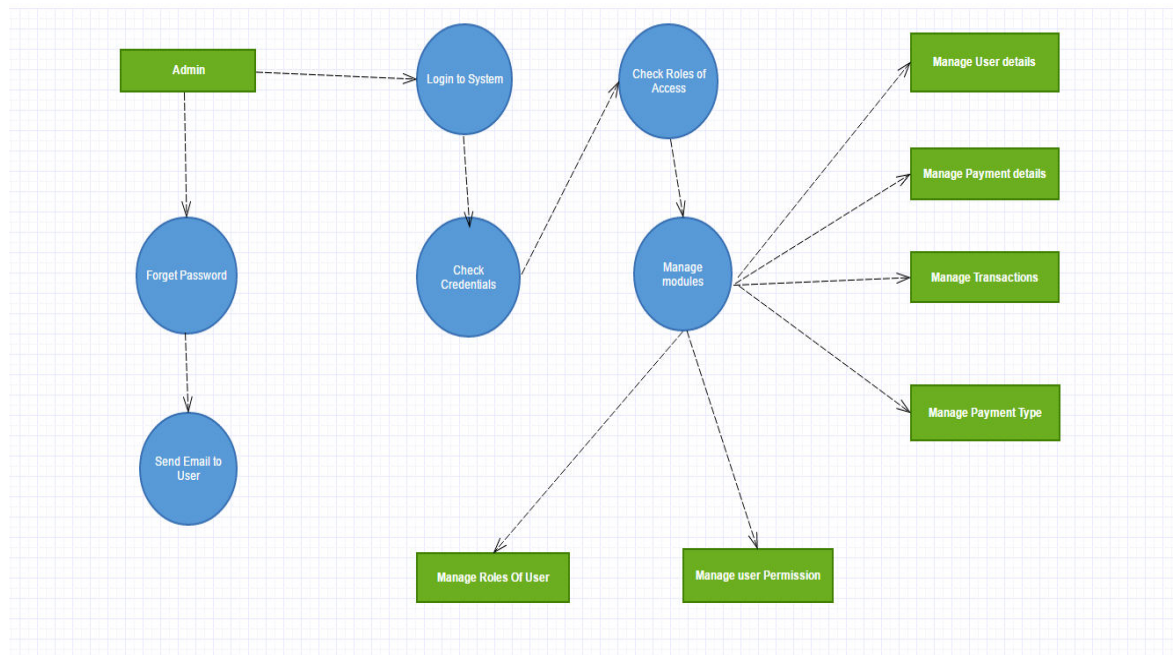 Admin
Login to System
Check Roles of
Access
Manage User details
Manage Payment details
Forget Password
Check
Credentials
Manage
modules
Manage Transactions
Manage Payment Type
Send Email to
User
Manage Roles Of User
Manage user Permission